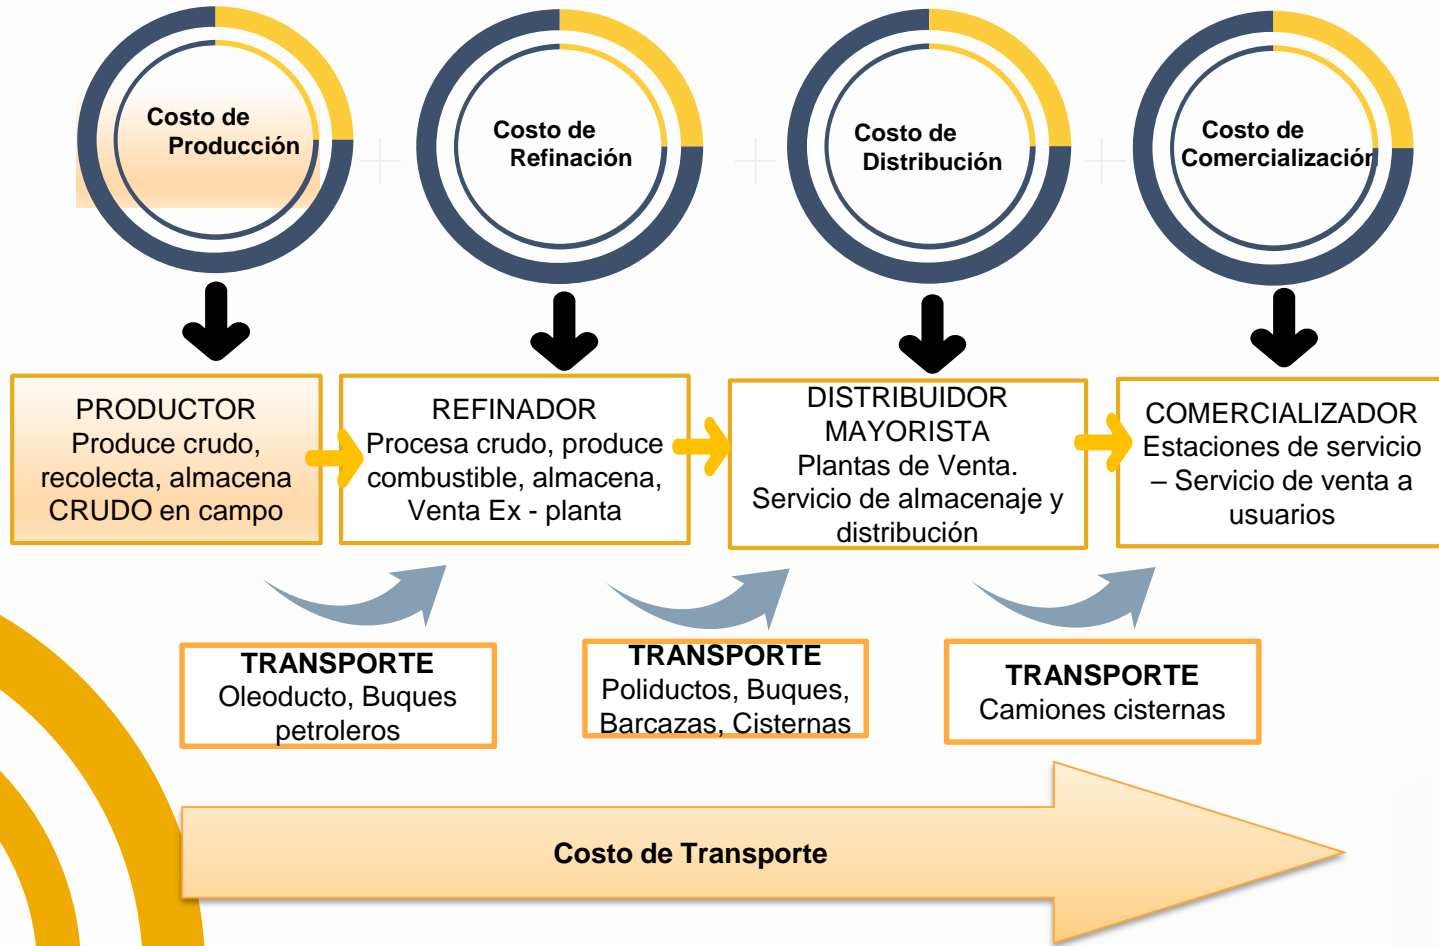 Costo de
Producción
Costo de
Refinación
Costo de
Distribución
Costo de
Comercialización
PRODUCTOR
Produce crudo,
recolecta, almacena
CRUDO en campo
REFINADOR
Procesa crudo, produce
combustible, almacena,
Venta Ex - planta
DISTRIBUIDOR
MAYORISTA
Plantas de Venta.
Servicio de almacenaje y
distribución
COMERCIALIZADOR
Estaciones de servicio
– Servicio de venta a
usuarios
TRANSPORTE
Oleoducto, Buques
petroleros
TRANSPORTE
Poliductos, Buques,
Barcazas, Cisternas
TRANSPORTE
Camiones cisternas
Costo de Transporte